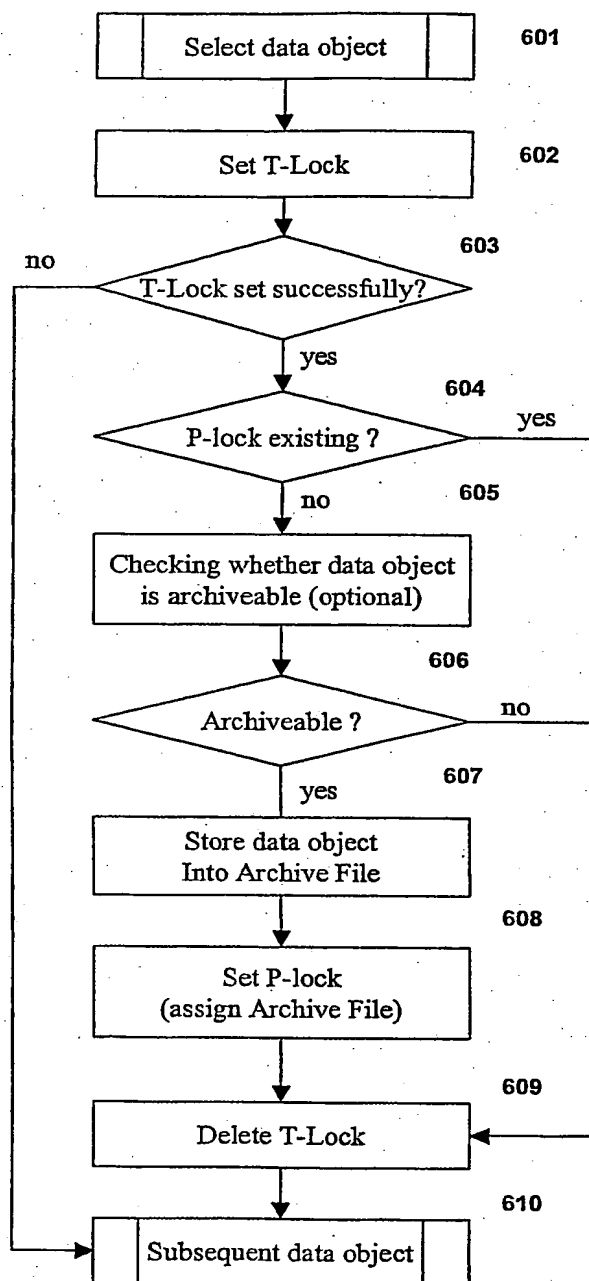 Select data object
601
Set T-Lock
602
603
no
T-Lock set successfully?
yes
604
P-lock existing ?
yes
605
no
Checking whether data object
is archiveable (optional)
606
Archiveable ?
no
607
yes
Store data object
Into Archive File
608
Set P-lock
(assign Archive File)
609
Delete T-Lock
610
Subsequent data object